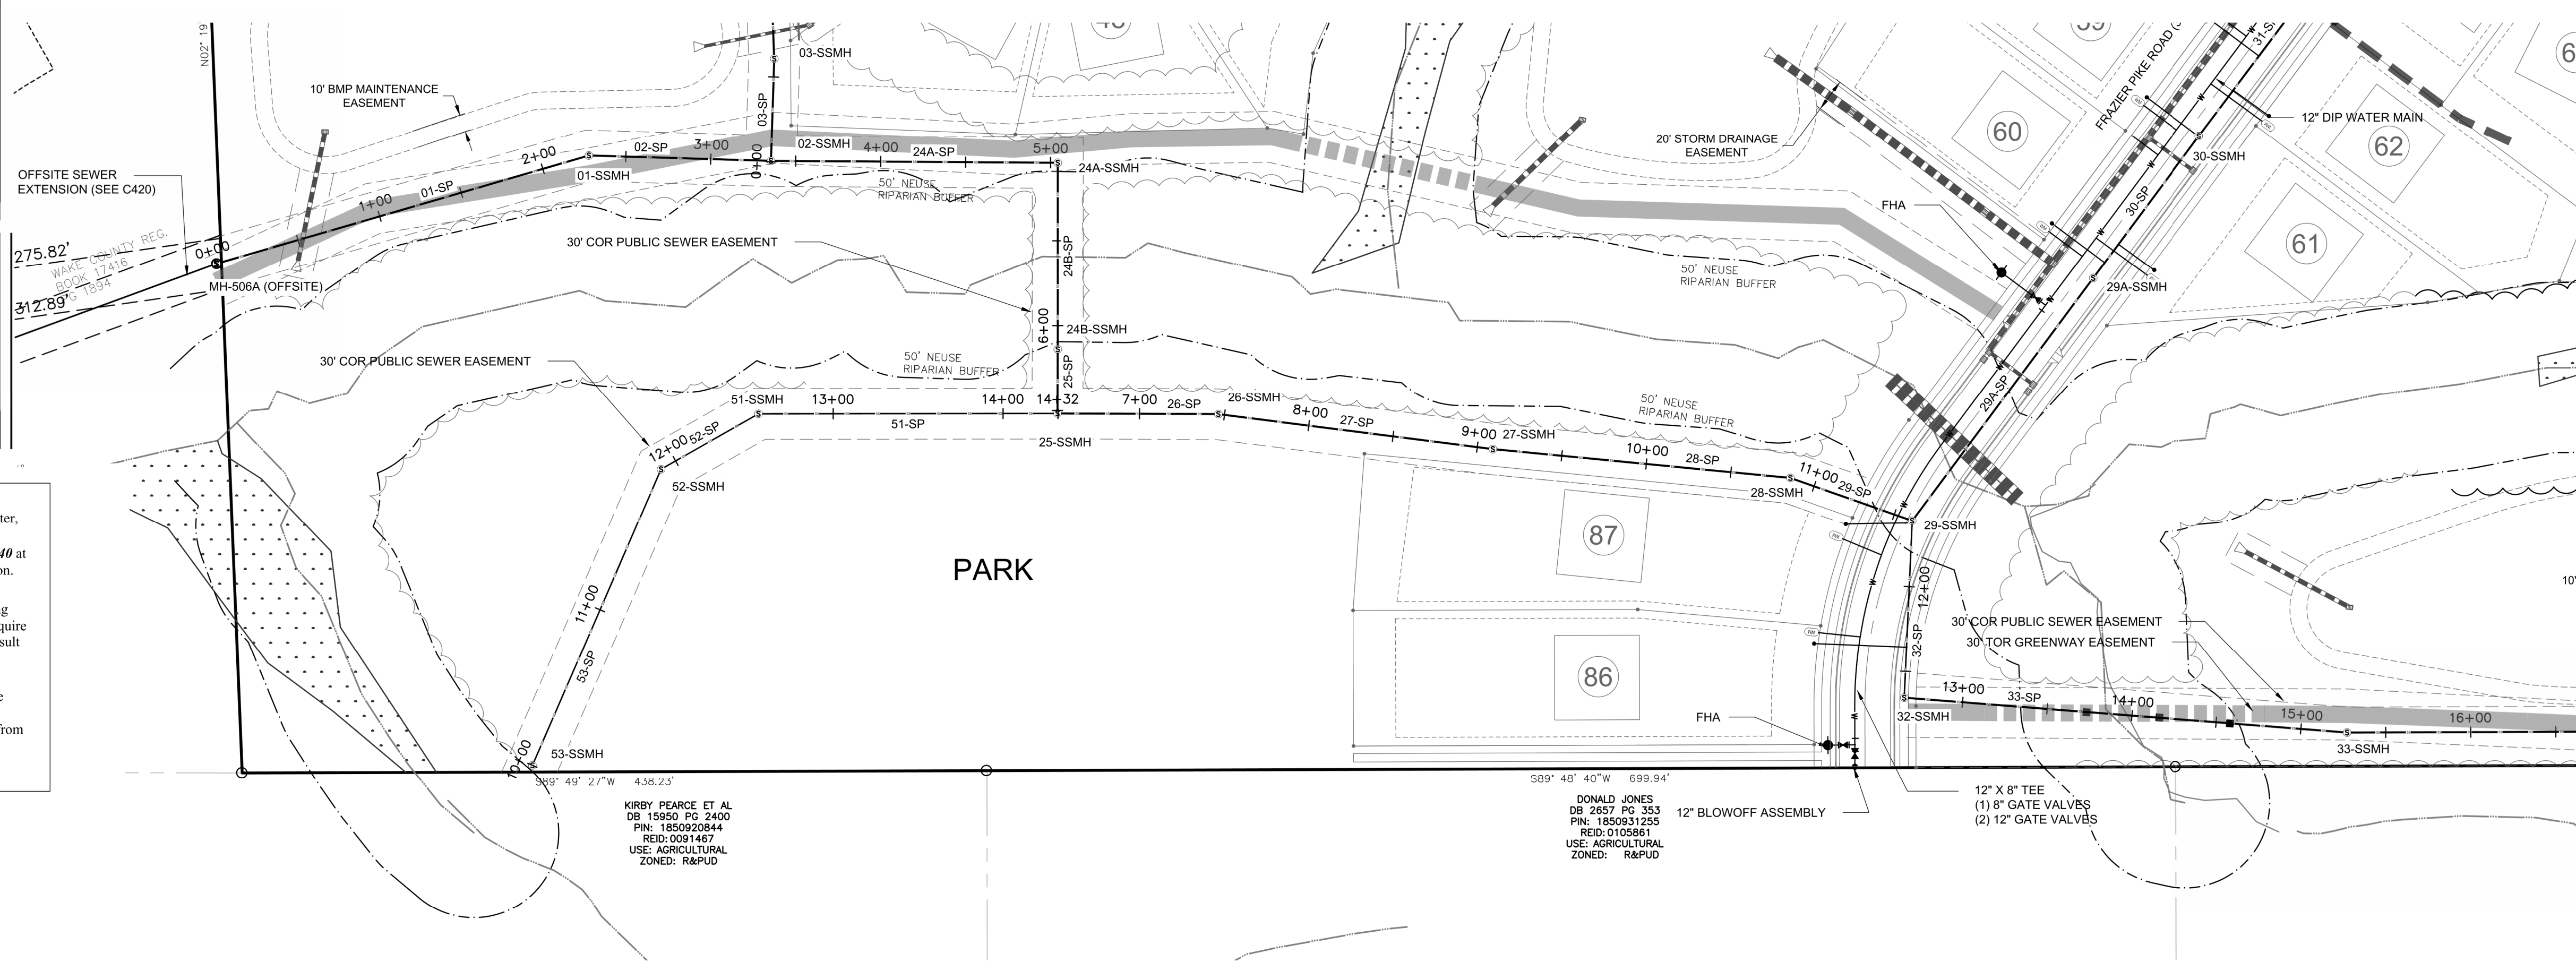 N02° 19
10' BMP MAINTENANCE
EASEMENT
OFFSITE SEWER
EXTENSION (SEE C420)
275.82'
312.89'
WAKE COUNTY REG.
BOOK 17416
PG 1894
0+00
MH-506A (OFFSITE)
1+00
01-SP
2+00
01-SSMH
02-SP
3+00
03-SP
03-SSMH
0+00
02-SSMH
4+00
24A-SP
5+00
24A-SSMH
50' NEUSE
RIPARIAN BUFFER
30' COR PUBLIC SEWER EASEMENT
24B-SP
6+00
24B-SSMH
25-SP
50' NEUSE
RIPARIAN BUFFER
30' COR PUBLIC SEWER EASEMENT
51-SSMH
13+00
14+00
14+32
7+00
26-SP
26-SSMH
51-SP
25-SSMH
8+00
27-SP
9+00
27-SSMH
10+00
28-SP
28-SSMH
11+00
29-SP
29-SSMH
50' NEUSE
RIPARIAN BUFFER
50' NEUSE
RIPARIAN BUFFER
12+00
52-SP
52-SSMH
11+00
53-SP
10+00
53-SSMH
PARK
87
86
20' STORM DRAINAGE
EASEMENT
FHA
FRAZIER PIKE ROAD
59
60
61
62
12" DIP WATER MAIN
30-SSMH
30-SP
29A-SSMH
29A-SP
12+00
32-SP
30' COR PUBLIC SEWER EASEMENT
30' TOR GREENWAY EASEMENT
13+00
33-SP
14+00
15+00
16+00
32-SSMH
33-SSMH
FHA
12" BLOWOFF ASSEMBLY
12" X 8" TEE
(1) 8" GATE VALVES
(2) 12" GATE VALVES
S89° 49' 27"W 438.23'
S89° 48' 40"W 699.94'
KIRBY PEARCE ET AL
DB 15950 PG 2400
PIN: 1850920844
REID: 0091467
USE: AGRICULTURAL
ZONED: R&PUD
DONALD JONES
DB 2657 PG 353
PIN: 1850931255
REID: 0105861
USE: AGRICULTURAL
ZONED: R&PUD